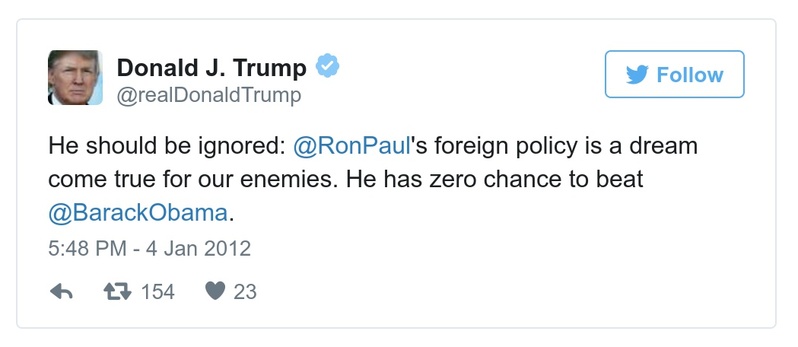 Donald J. Trump
@realDonaldTrump
Follow
He should be ignored: @RonPaul's foreign policy is a dream
come true for our enemies. He has zero chance to beat
@BarackObama.
5:48 PM - 4 Jan 2012
154 23